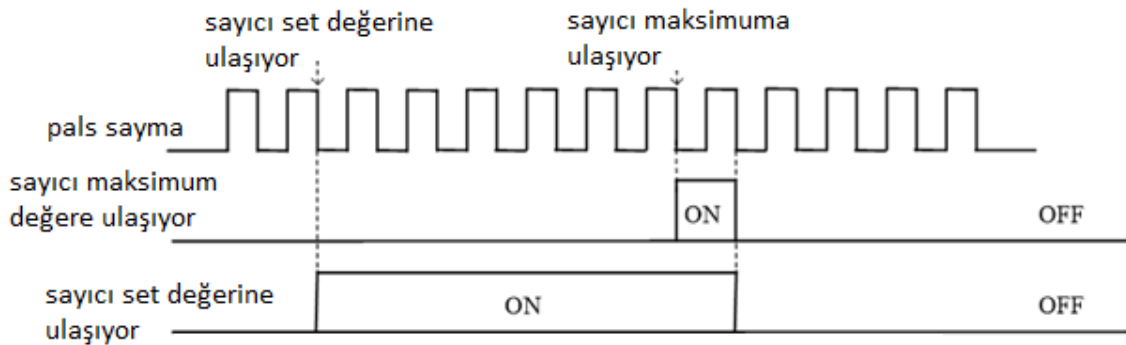 sayıcı set değerine
ulaşıyor
sayıcı maksimuma
ulaşıyor
pals sayma
sayıcı maksimum
değere ulaşıyor
ON
OFF
sayıcı set değerine
ulaşıyor
ON
OFF